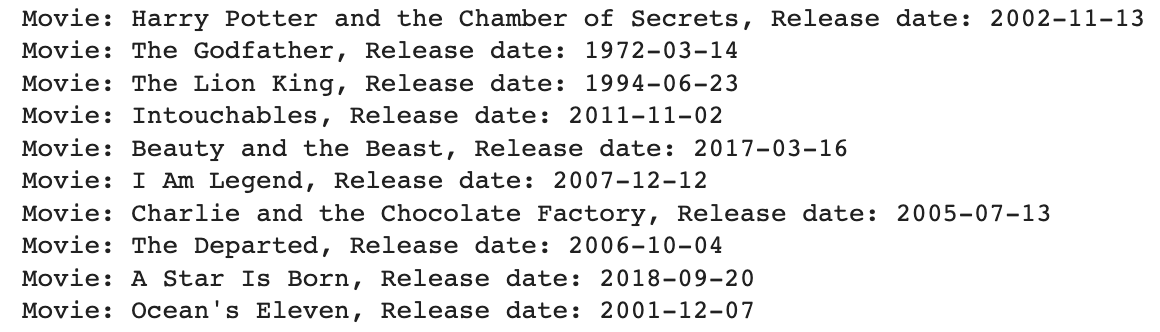 Movie: Harry Potter and the Chamber of Secrets, Release date: 2002-11-13
Movie: The Godfather, Release date: 1972-03-14
Movie: The Lion King, Release date: 1994-06-23
Movie: Intouchables, Release date: 2011-11-02
Movie: Beauty and the Beast, Release date: 2017-03-16
Movie: I Am Legend, Release date: 2007-12-12
Movie: Charlie and the Chocolate Factory, Release date: 2005-07-13
Movie: The Departed, Release date: 2006-10-04
Movie: A Star Is Born, Release date: 2018-09-20
Movie: Ocean's Eleven, Release date: 2001-12-07